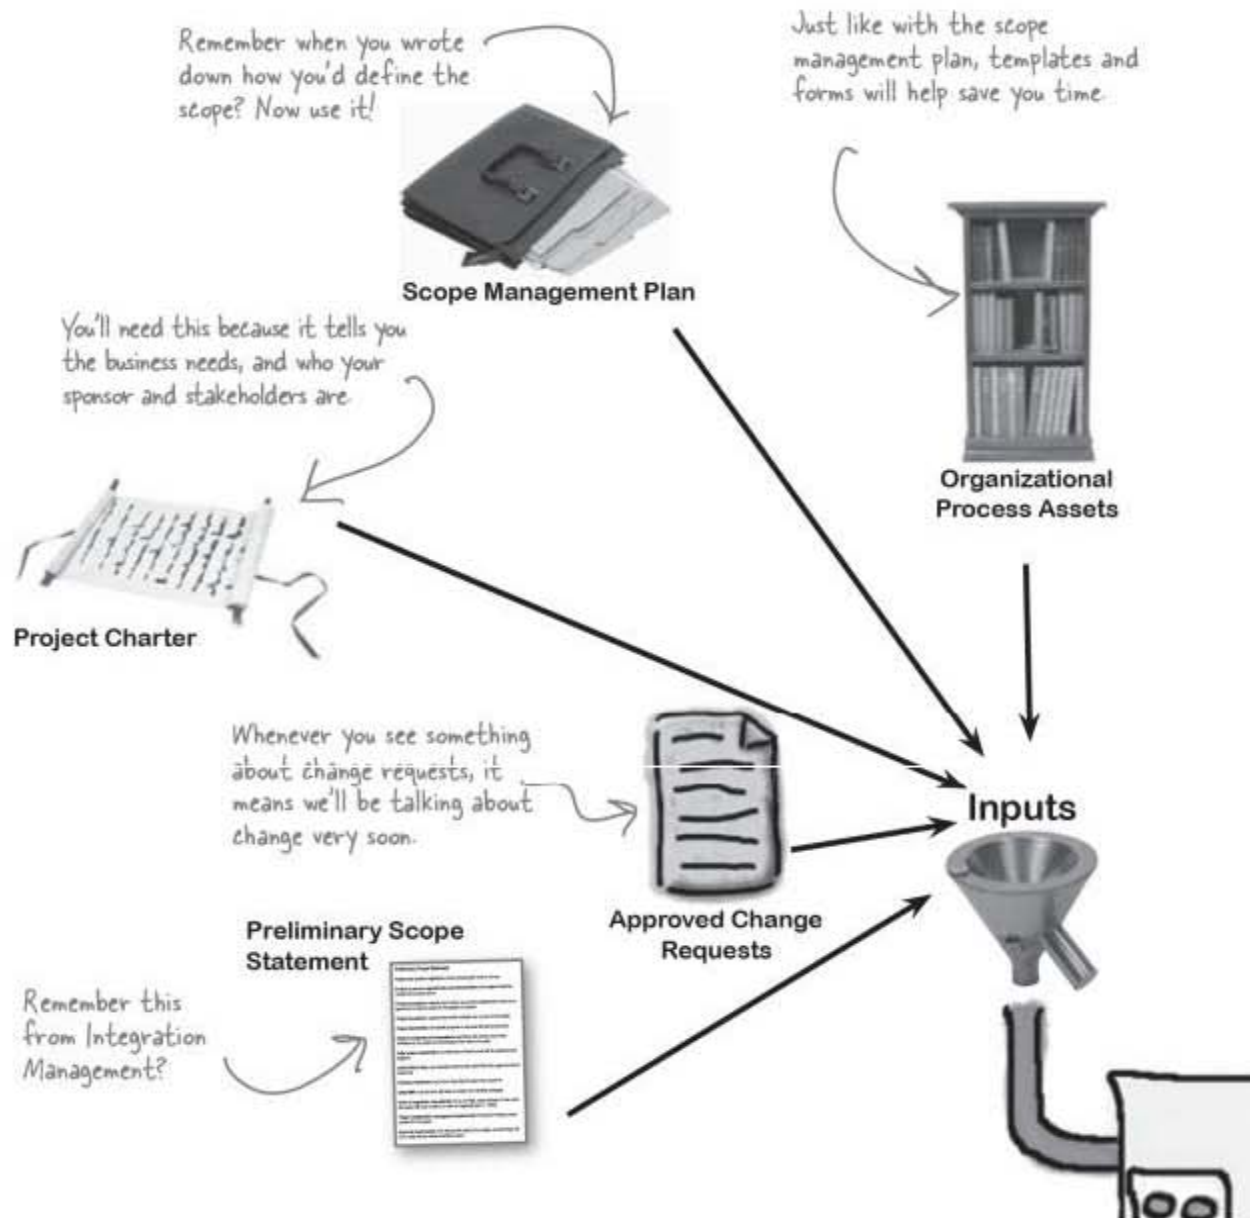 Remember when you wrote
down how you'd define the
scope? Now use it!
Just like with the scope
management plan, templates and
forms will help save you time
Scope Management Plan
You'll need this because it tells you
the business needs, and who your
sponsor and stakeholders are
Organizational
Process Assets
Project Charter
Whenever you see something
about change requests, it
means we'll be talking about
change very soon.
Inputs
Approved Change
Requests
Preliminary Scope
Statement
Remember this
from Integration
Management?